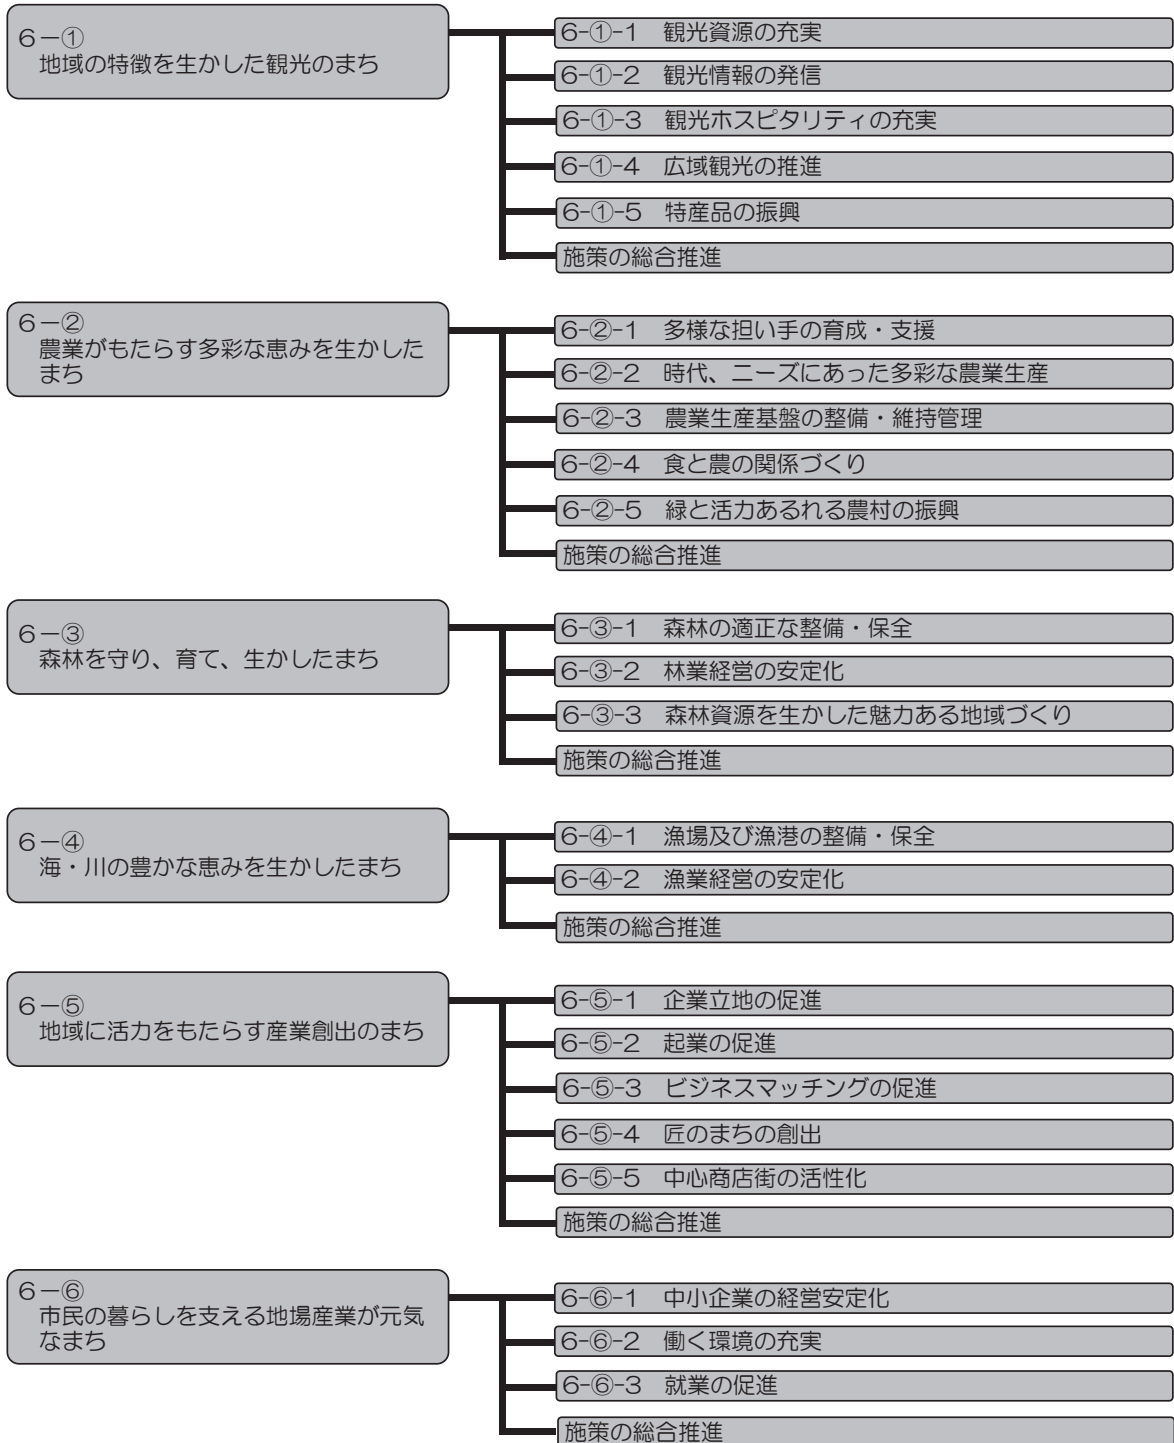 6-①
地域の特徴を生かした観光のまち
6-①-1 観光資源の充実
6-①-2 観光情報の発信
6-①-3 観光ホスピタリティの充実
6-①-4 広域観光の推進
6-①-5 特産品の振興
施策の総合推進
6-②
農業がもたらす多彩な恵みを生かした
まち
6-②-1 多様な担い手の育成・支援
6-②-2 時代、ニーズにあった多彩な農業生産
6-②-3 農業生産基盤の整備・維持管理
6-②-4 食と農の関係づくり
6-②-5 緑と活力あるれる農村の振興
施策の総合推進
6-③
森林を守り、育て、生かしたまち
6-③-1 森林の適正な整備・保全
6-③-2 林業経営の安定化
6-③-3 森林資源を生かした魅力ある地域づくり
施策の総合推進
6-④
海・川の豊かな恵みを生かしたまち
6-④-1 漁場及び漁港の整備・保全
6-④-2 漁業経営の安定化
施策の総合推進
6-⑤
地域に活力をもたらす産業創出のまち
6-⑤-1 企業立地の促進
6-⑤-2 起業の促進
6-⑤-3 ビジネスマッチングの促進
6-⑤-4 匠のまちの創出
6-⑤-5 中心商店街の活性化
施策の総合推進
6-⑥
市民の暮らしを支える地場産業が元気
なまち
6-⑥-1 中小企業の経営安定化
6-⑥-2 働く環境の充実
6-⑥-3 就業の促進
施策の総合推進